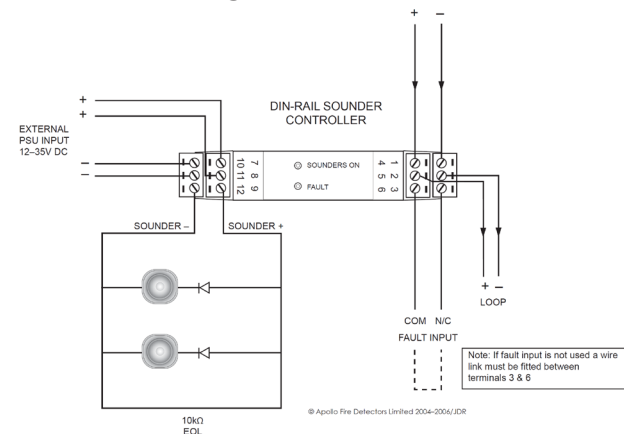 + –
DIN-RAIL SOUNDER
CONTROLLER
+
+
EXTERNAL
PSU INPUT
12–35V DC
–
–
10 11 12
7 8 9
SOUNDERS ON
FAULT
4 5 6
1 2 3
SOUNDER – SOUNDER +
+ –
LOOP
COM N/C
FAULT INPUT
Note: If fault input is not used a wire
link must be fitted between
terminals 3 & 6
10kΩ
EOL
© Apollo Fire Detectors Limited 2004–2006/JDR